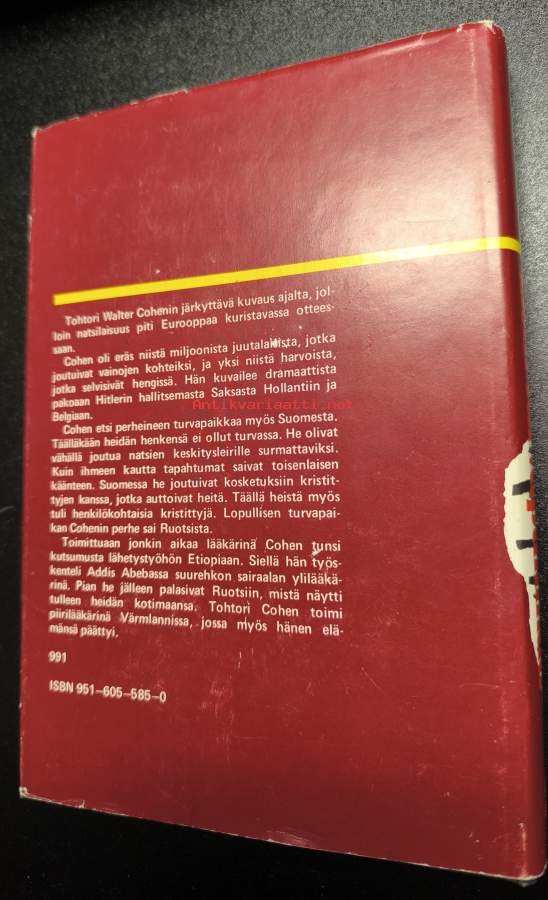 Tohtori Walter Cohenin järkyttävä kuvaus ajalta, jol-
loin natsilaisuus piti Eurooppaa kuristavassa ottees-
saan.
Cohen oli eräs niistä miljoonista juutalaisista, jotka
joutuivat vainojen kohteiksi, ja yksi niistä harvoista,
jotka selvisivät hengissä. Hän kuvailee dramaattista
pakoaan Hitlerin hallitsemasta Saksasta Hollantiin ja
Belgiaan.
Antikvariaatti.net
Cohen etsi perheineen turvapaikkaa myös Suomesta.
Täälläkään heidän henkensä ei ollut turvassa. He olivat
vähällä joutua natsien keskitysleirille surmattaviksi.
Kuin ihmeen kautta tapahtumat saivat toisenlaisen
käänteen. Suomessa he joutuivat kosketuksiin kristit-
tyjen kanssa, jotka auttoivat heitä. Täällä heistä myös
tuli henkilökohtaisia kristittyjä. Lopullisen turvapai-
kan Cohenin perhe sai Ruotsista.
Toimittuaan jonkin aikaa lääkärinä Cohen tunsi
kutsumusta lähetystyöhön Etiopiaan. Siellä hän työs-
kenteli Addis Abebassa suurehkon sairaalan ylilääkä-
rinä. Pian he jälleen palasivat Ruotsiin, mistä näytti
tulleen heidän kotimaansa. Tohtori Cohen toimi
piirilääkärinä Värmlannissa, jossa myös hänen elä-
mänsä päättyi.
991
ISBN 951-605-585-0